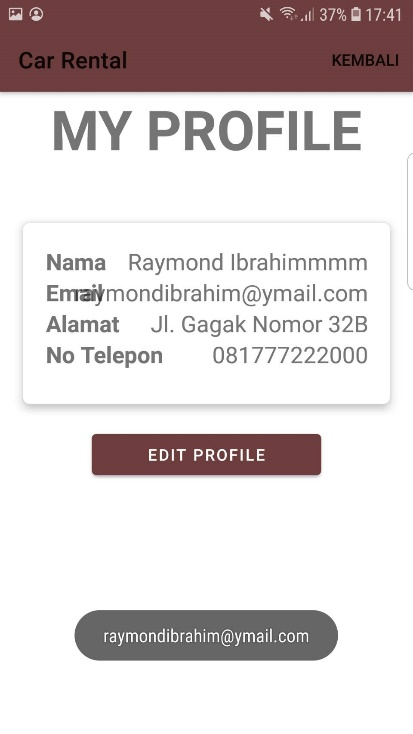 37% 17:41
Car Rental KEMBALI
MY PROFILE
Nama Raymond Ibrahimmmm
Email raymondibrahim@ymail.com
Alamat Jl. Gagak Nomor 32B
No Telepon 081777222000
EDIT PROFILE
raymondibrahim@ymail.com